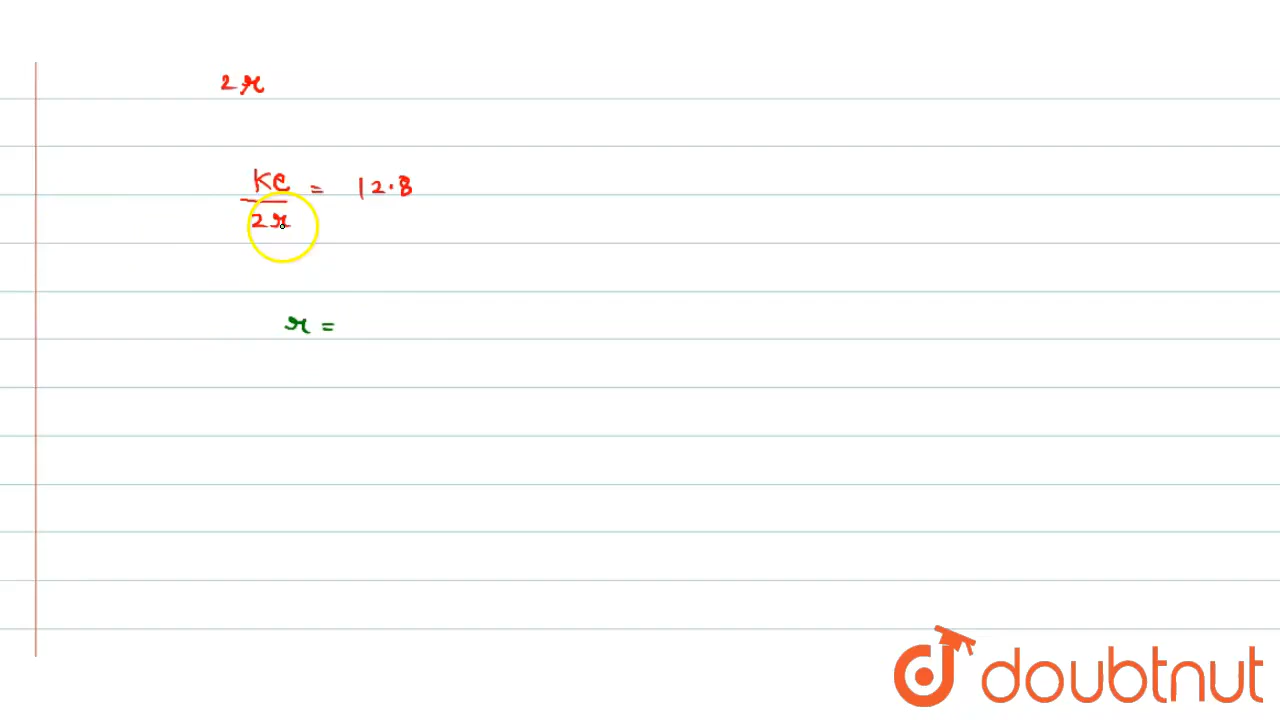 2r
Ke
= 12.8
2r
r =
doubtnut